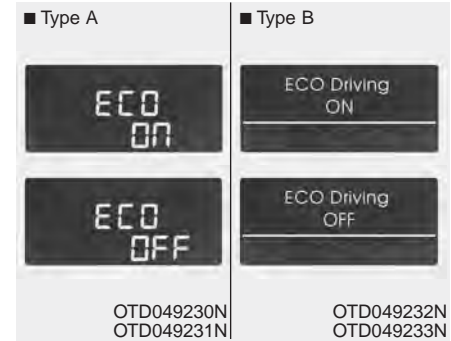 ■ Type A
ECO
ON
ECO
OFF
OTD049230N
OTD049231N
■ Type B
ECO Driving
ON
ECO Driving
OFF
OTD049232N
OTD049233N